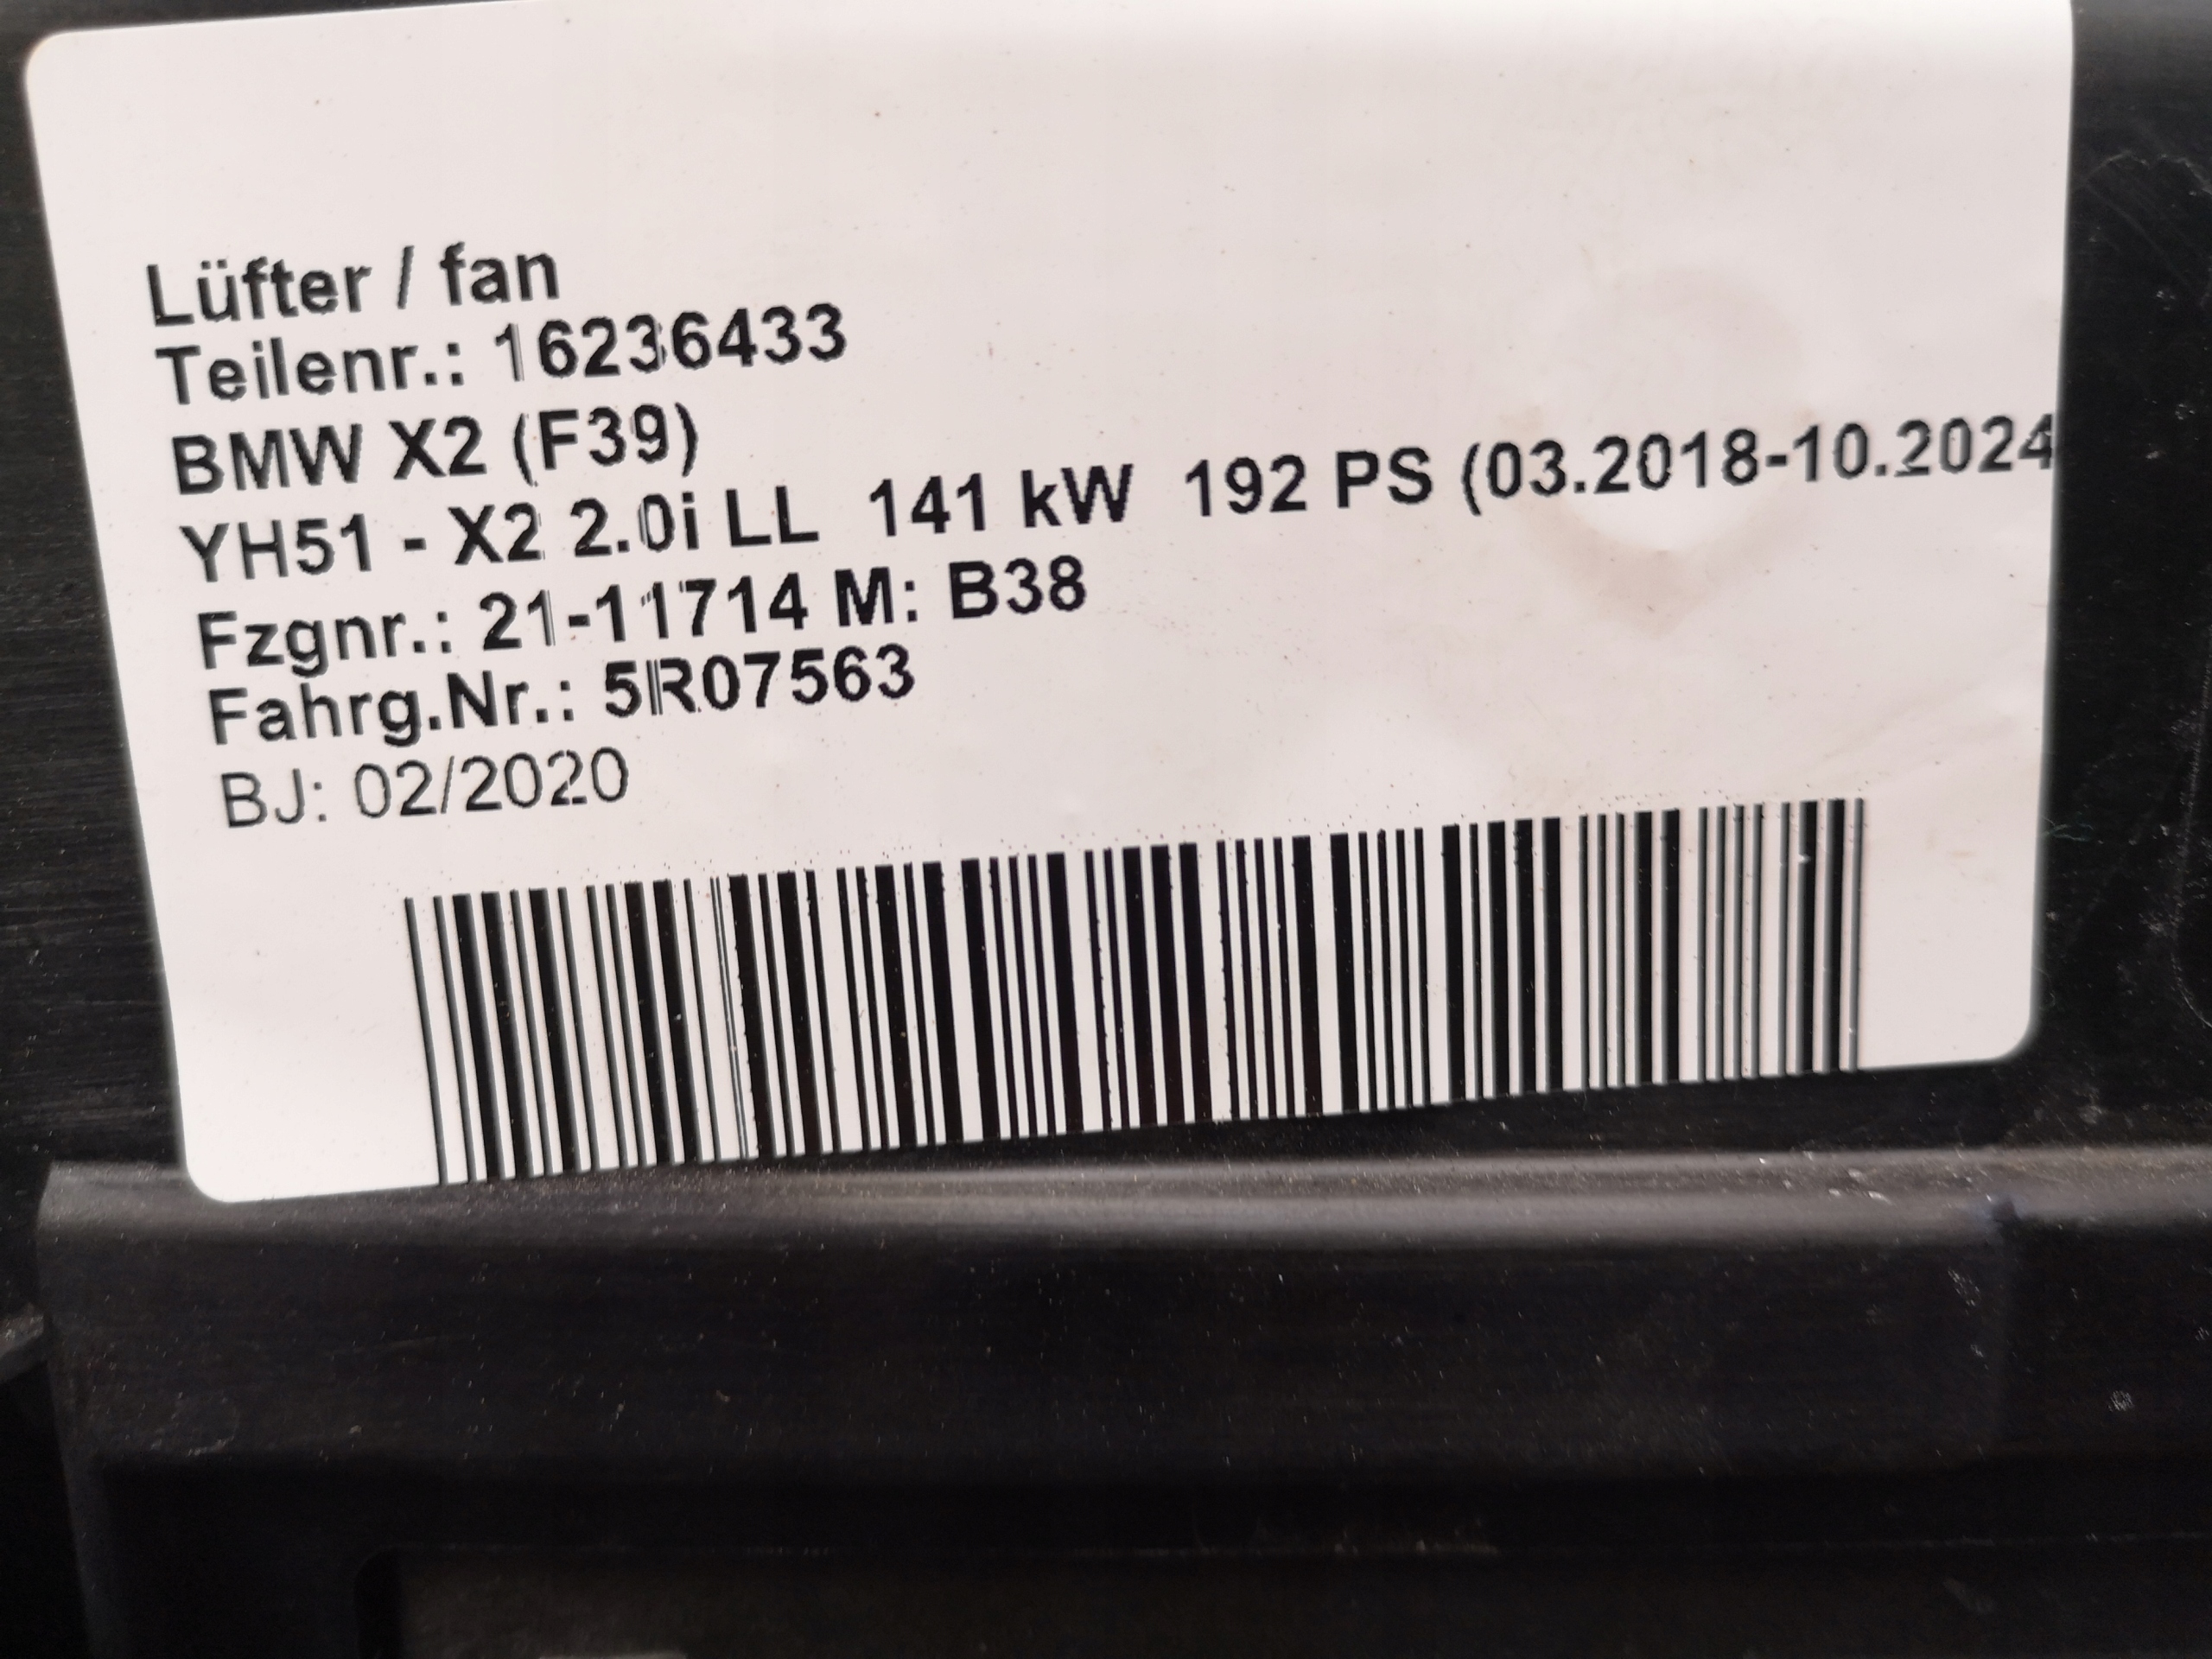 Lüfter / fan
Teilenr.: 16236433
BMW X2 (F39)
YH51 - X2 2.0i LL  141 kW  192 PS (03.2018-10.2024
Fzgnr.: 21-11714 M: B38
Fahrg.Nr.: 5R07563
BJ: 02/2020